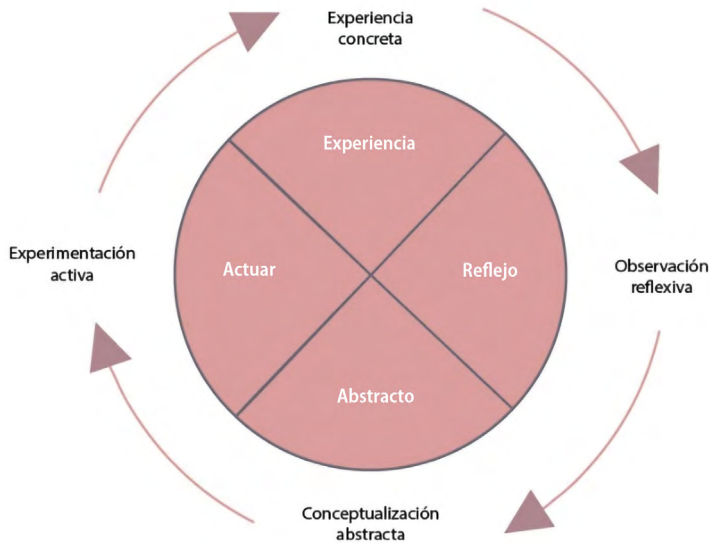 Experiencia
concreta
Experiencia
Experimentación
activa
Actuar
Reflejo
Observación
reflexiva
Abstracto
Conceptualización
abstracta